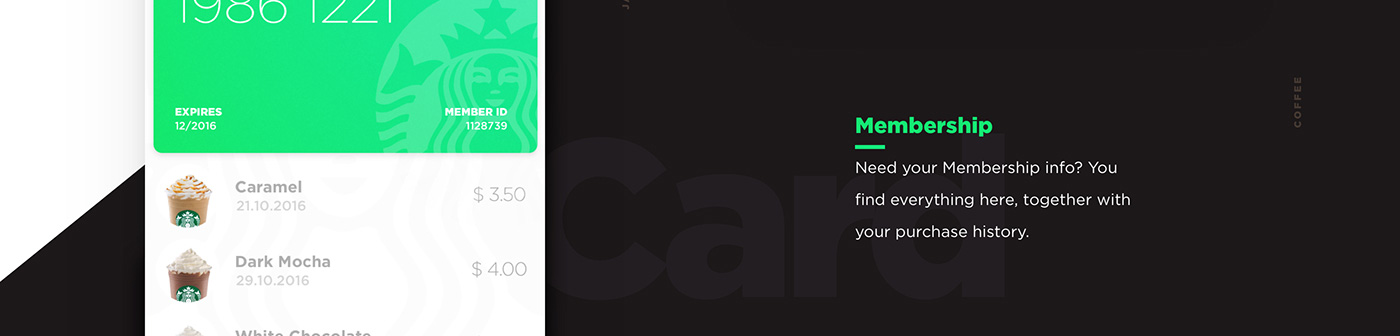 1986 1221
EXPIRES
12/2016
MEMBER ID
1128739
Caramel
21.10.2016
$ 3.50
Dark Mocha
29.10.2016
$ 4.00
White Chocolate
Card
Membership
Need your Membership info? You
find everything here, together with
your purchase history.
COFFEE